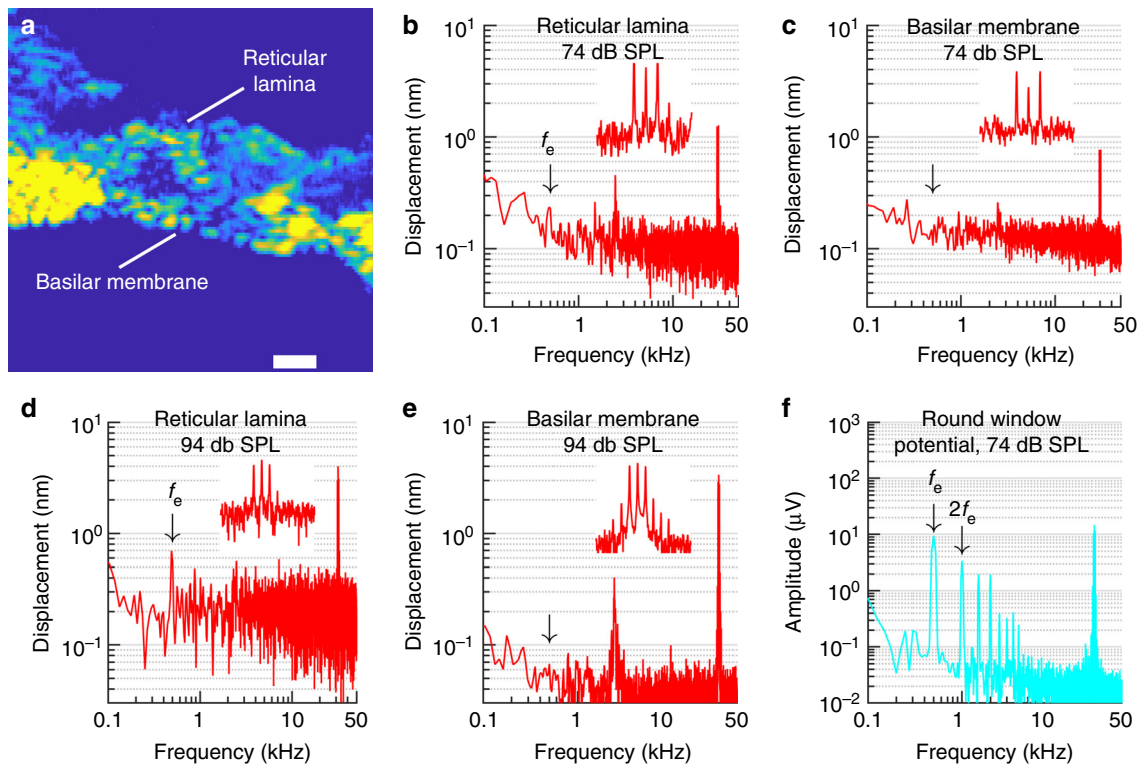 a
Reticular
lamina
Basilar membrane
b
Reticular lamina
74 dB SPL
fe
Displacement (nm)
10^1
10^0
10^-1
0.1
1
10
50
Frequency (kHz)
c
Basilar membrane
74 db SPL
Displacement (nm)
10^1
10^0
10^-1
0.1
1
10
50
Frequency (kHz)
d
Reticular lamina
94 db SPL
fe
Displacement (nm)
10^1
10^0
10^-1
0.1
1
10
50
Frequency (kHz)
e
Basilar membrane
94 db SPL
Displacement (nm)
10^1
10^0
10^-1
0.1
1
10
50
Frequency (kHz)
f
Round window
potential, 74 dB SPL
fe
2fe
Amplitude (μV)
10^3
10^2
10^1
10^0
10^-1
10^-2
0.1
1
10
50
Frequency (kHz)